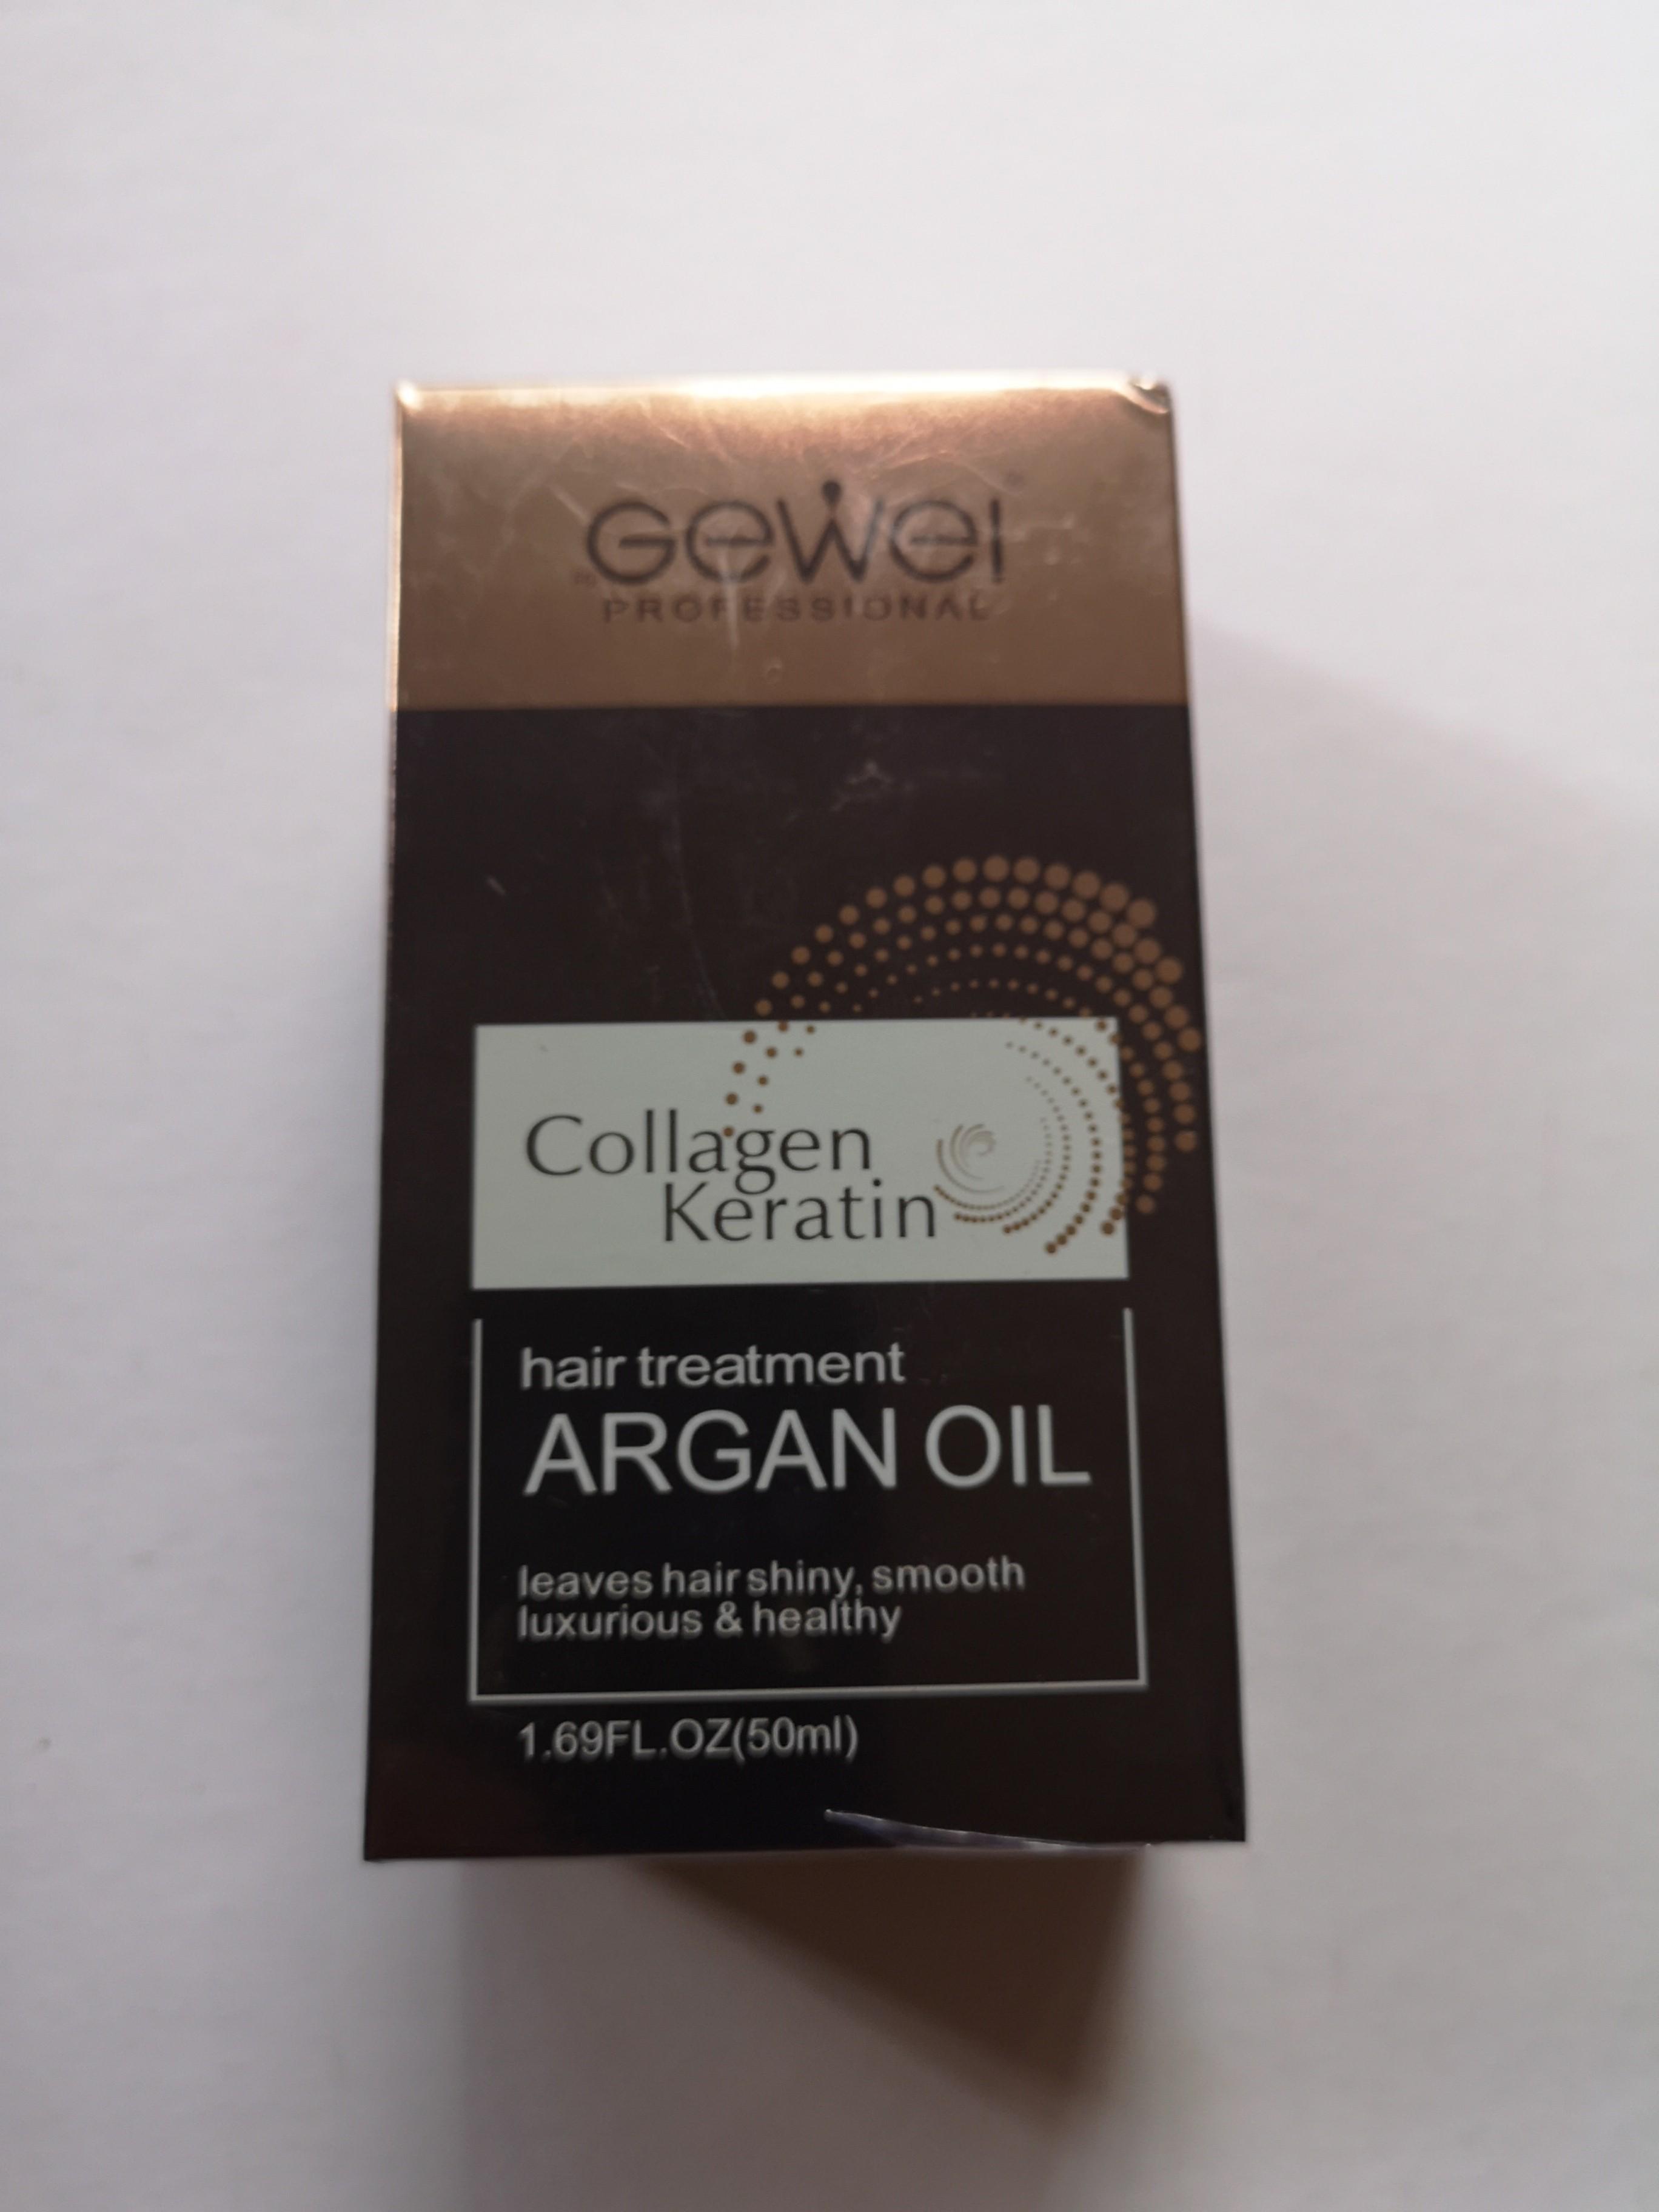 GeWei®
PROFESSIONAL
Collagen
Keratin
hair treatment
ARGAN OIL
leaves hair shiny, smooth
luxurious & healthy
1.69FL.OZ(50ml)